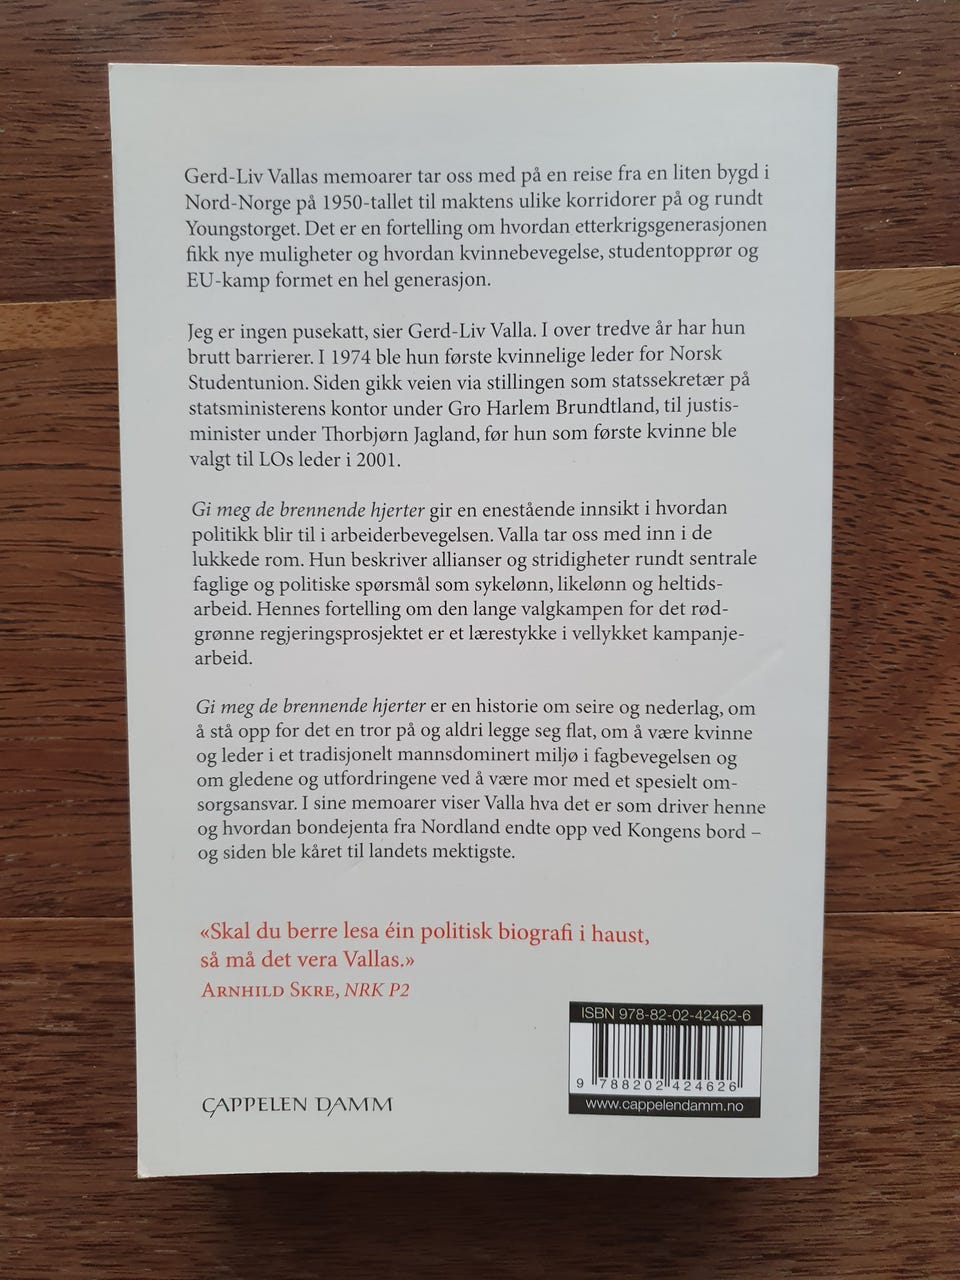 Gerd-Liv Vallas memoarer tar oss med på en reise fra en liten bygd i
Nord-Norge på 1950-tallet til maktens ulike korridorer på og rundt
Youngstorget. Det er en fortelling om hvordan etterkrigsgenerasjonen
fikk nye muligheter og hvordan kvinnebevegelse, studentopprør og
EU-kamp formet en hel generasjon.
Jeg er ingen pusekatt, sier Gerd-Liv Valla. I over tredve år har hun
brutt barrierer. I 1974 ble hun første kvinnelige leder for Norsk
Studentunion. Siden gikk veien via stillingen som statssekretær på
statsministerens kontor under Gro Harlem Brundtland, til justis-
minister under Thorbjørn Jagland, før hun som første kvinne ble
valgt til LOs leder i 2001.
Gi meg de brennende hjerter gir en enestående innsikt i hvordan
politikk blir til i arbeiderbevegelsen. Valla tar oss med inn i de
lukkede rom. Hun beskriver allianser og stridigheter rundt sentrale
faglige og politiske spørsmål som sykelønn, likelønn og heltids-
arbeid. Hennes fortelling om den lange valgkampen for det rød-
grønne regjeringsprosjektet er et lærestykke i vellykket kampanje-
arbeid.
Gi meg de brennende hjerter er en historie om seire og nederlag, om
å stå opp for det en tror på og aldri legge seg flat, om å være kvinne
og leder i et tradisjonelt mannsdominert miljø i fagbevegelsen og
om gledene og utfordringene ved å være mor med et spesielt om-
sorgsansvar. I sine memoarer viser Valla hva det er som driver henne
og hvordan bondejenta fra Nordland endte opp ved Kongens bord –
og siden ble kåret til landets mektigste.
«Skal du berre lesa éin politisk biografi i haust,
så må det vera Vallas.»
ARNHILD SKRE, NRK P2
ISBN 978-82-02-42462-6
9 788202 424626
www.cappelendamm.no
CAPPELEN DAMM